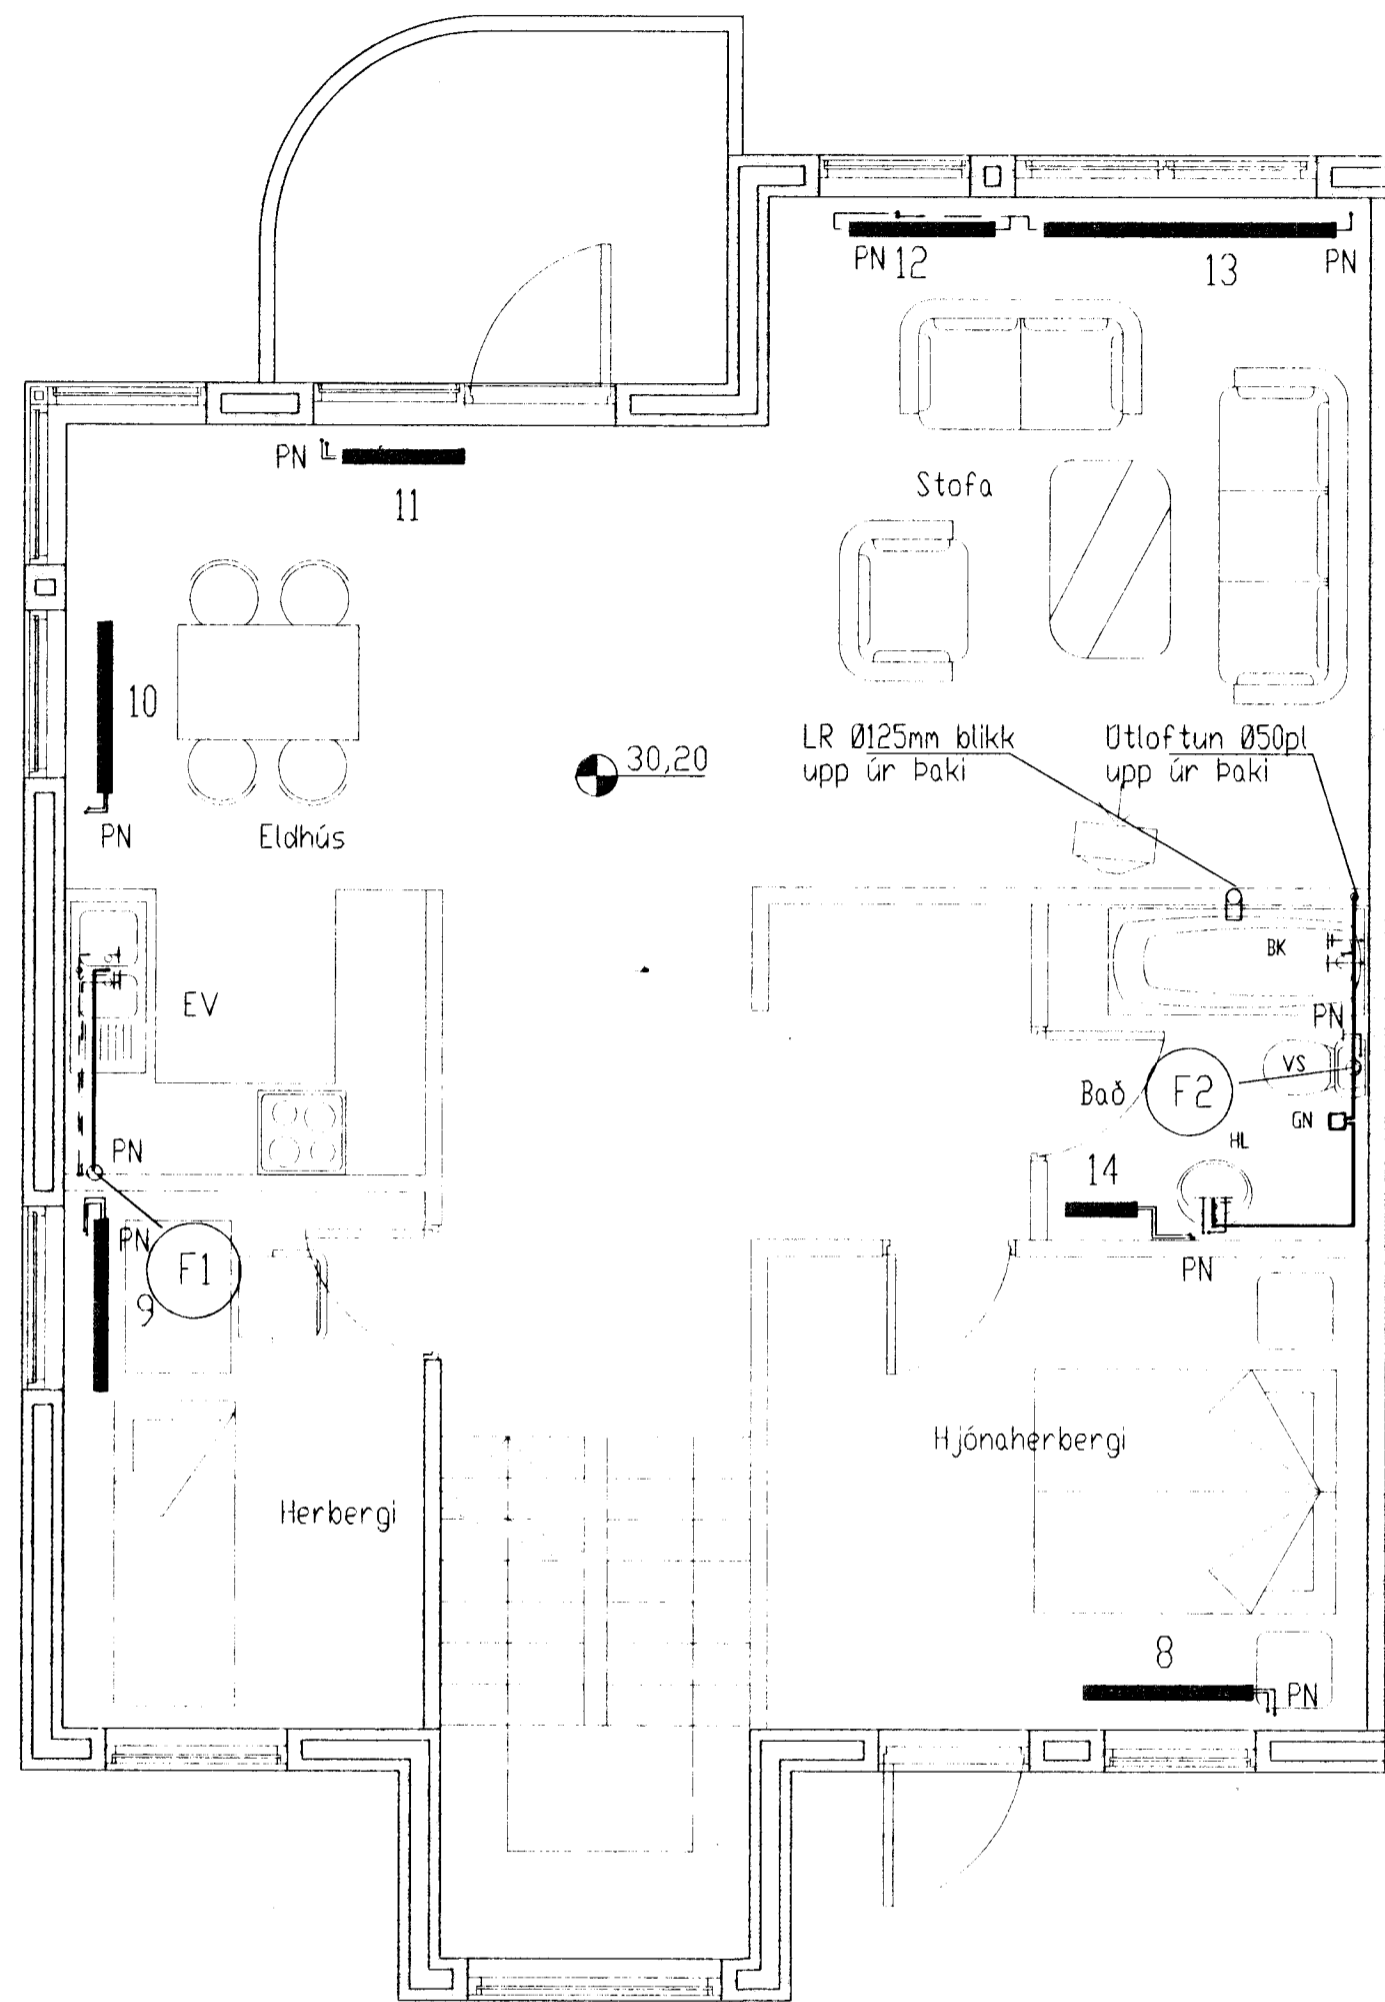 PN 12
13
PN
PN
11
Stofa
10
30,20
LR Ø125mm blikk
upp úr Þaki
Útloftun Ø50pl
upp úr Þaki
PN
Eldhús
BK
EV
PN
VS
F2
Bað
GN
HL
PN
14
PN
F1
9
PN
Hjónaherbergi
Herbergi
8
PN